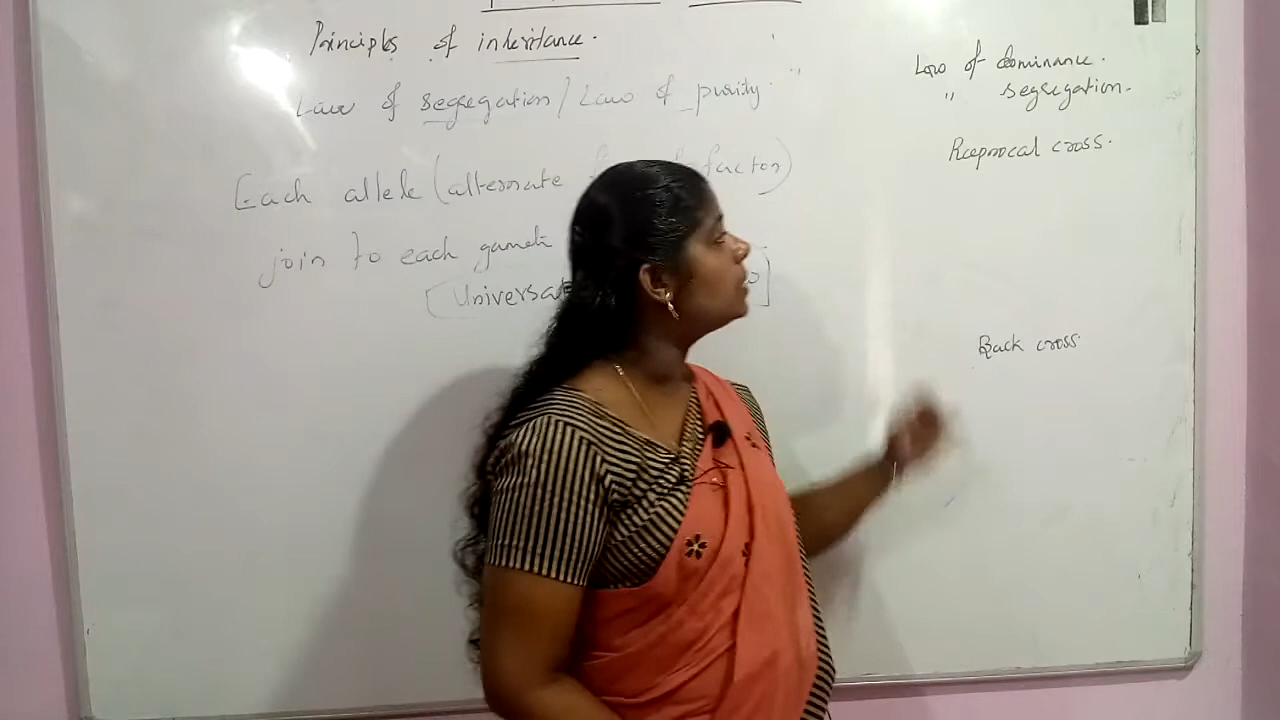 Principles of inheritance.
Law of segregation / Law of purity. "
Each allele (alternate factor)
join to each gamete
[Universal
Law of dominance.
" segregation.
Reciprocal cross.
Back cross